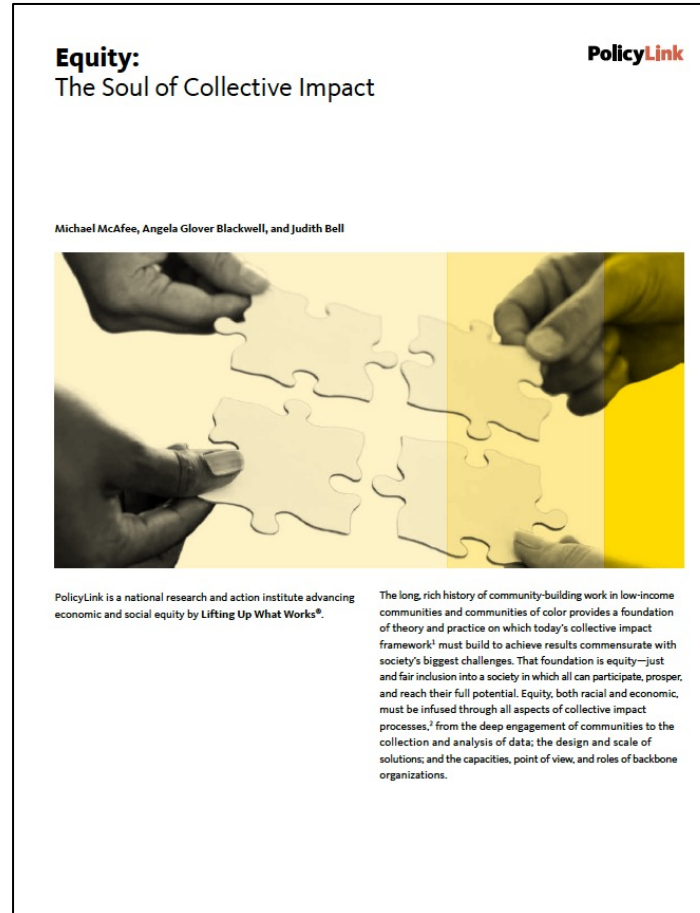 Equity:
The Soul of Collective Impact
PolicyLink
Michael McAfee, Angela Glover Blackwell, and Judith Bell
PolicyLink is a national research and action institute advancing
economic and social equity by Lifting Up What Works®.
The long, rich history of community-building work in low-income
communities and communities of color provides a foundation
of theory and practice on which today's collective impact
framework¹ must build to achieve results commensurate with
society's biggest challenges. That foundation is equity—just
and fair inclusion into a society in which all can participate, prosper,
and reach their full potential. Equity, both racial and economic,
must be infused through all aspects of collective impact
processes,² from the deep engagement of communities to the
collection and analysis of data; the design and scale of
solutions; and the capacities, point of view, and roles of backbone
organizations.